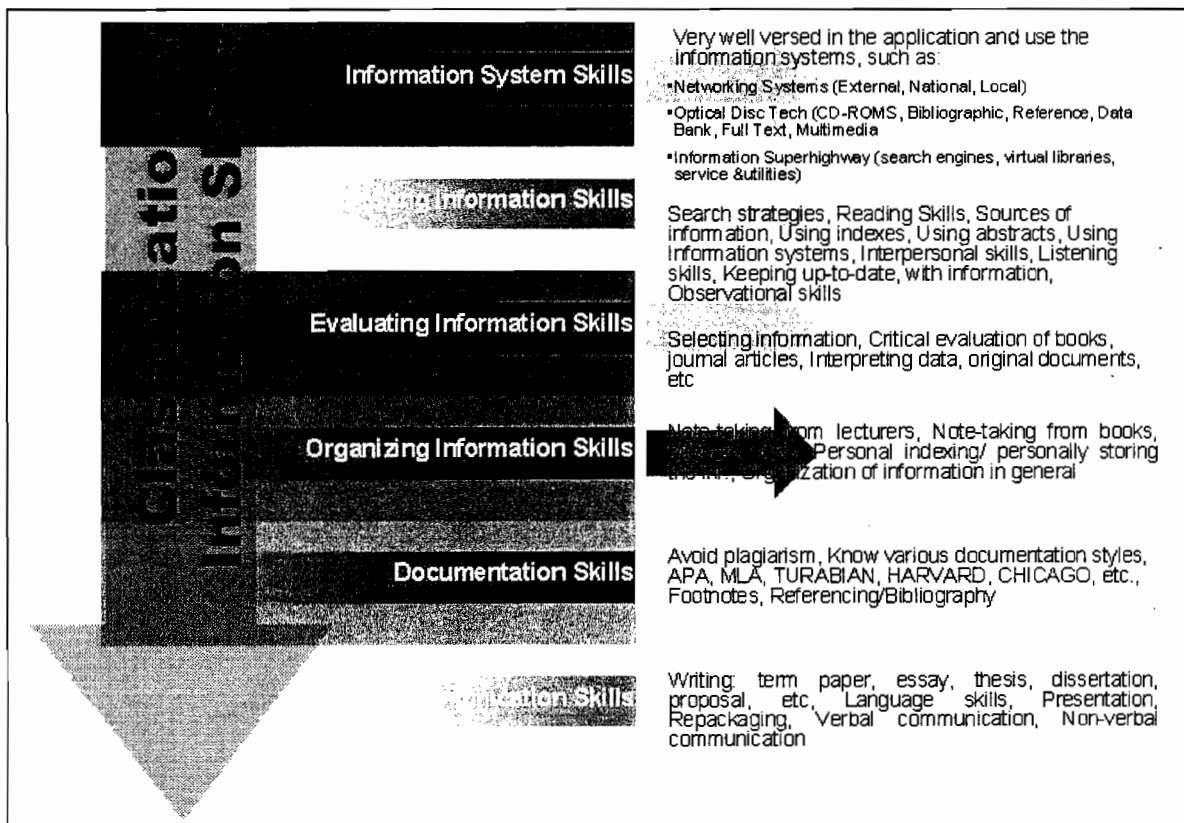 Information System Skills
Very well versed in the application and use the
information systems, such as:
▪Networking Systems (External, National, Local)
▪Optical Disc Tech (CD-ROMS, Bibliographic, Reference, Data
Bank, Full Text, Multimedia
▪Information Superhighway (search engines, virtual libraries,
service &utilities)
Information Skills
Search strategies, Reading Skills, Sources of
information, Using indexes, Using abstracts, Using
Information systems, Interpersonal skills, Listening
skills, Keeping up-to-date, with information,
Observational skills
Evaluating Information Skills
Selecting information, Critical evaluation of books,
journal articles, Interpreting data, original documents,
etc
Organizing Information Skills
Note-taking from lecturers, Note-taking from books,
Personal indexing/ personally storing
of information in general
Documentation Skills
Avoid plagiarism, Know various documentation styles,
APA, MLA, TURABIAN, HARVARD, CHICAGO, etc.,
Footnotes, Referencing/Bibliography
Skills
Writing: term paper, essay, thesis, dissertation,
proposal, etc, Language skills, Presentation,
Repackaging, Verbal communication, Non-verbal
communication